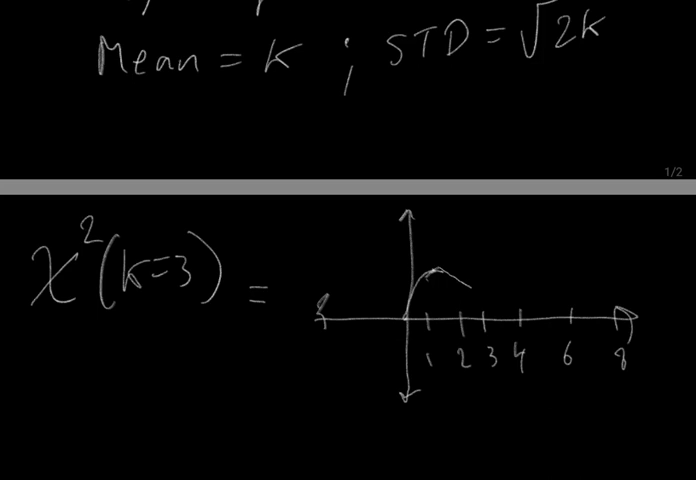 Mean = K ; STD = √2K
1/2
χ²(K=3) =
1 2 3 4 6 8